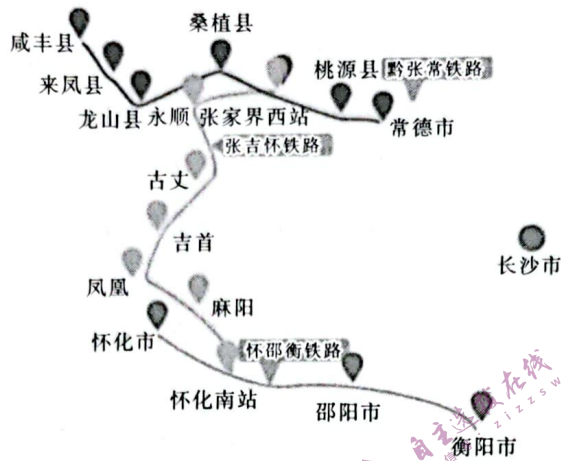 咸丰县
桑植县
来凤县
桃源县
黔张常铁路
龙山县
永顺
张家界西站
常德市
张吉怀铁路
古丈
吉首
长沙市
凤凰
麻阳
怀化市
怀邵衡铁路
怀化南站
邵阳市
衡阳市
zizzsw